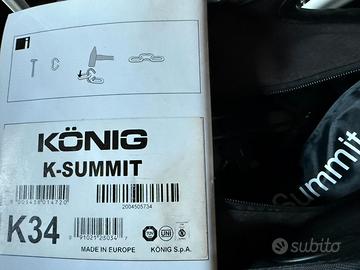 KÖNIG
K-SUMMIT
2004505734
K34
MADE IN EUROPE
KÖNIG S.p.A.
Summit
subito